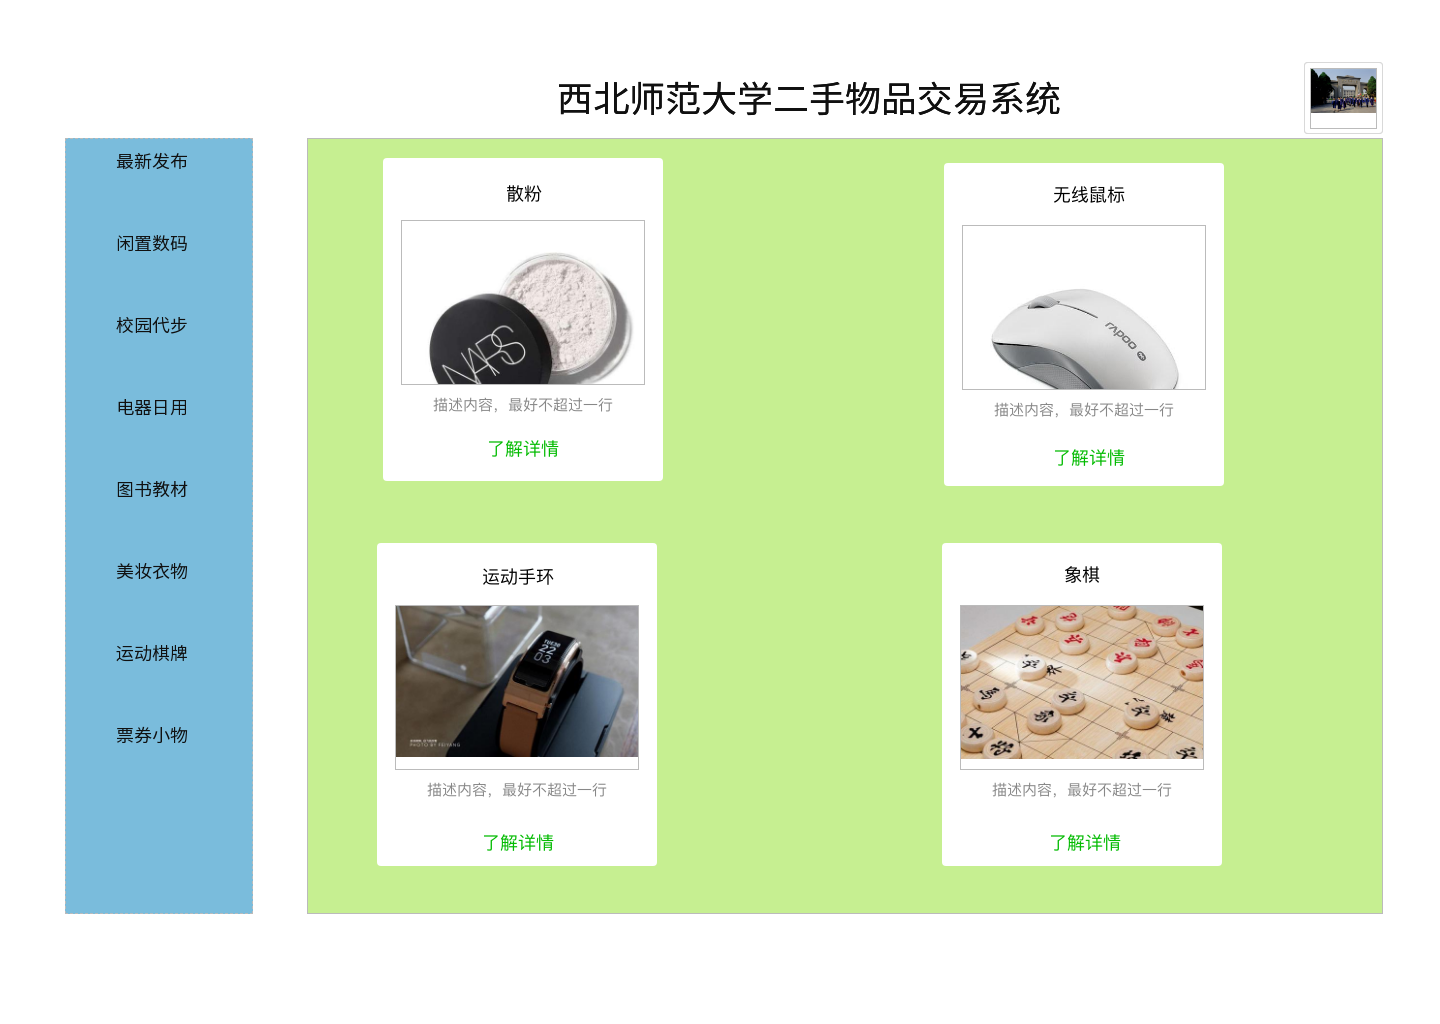 西北师范大学二手物品交易系统
最新发布
闲置数码
校园代步
电器日用
图书教材
美妆衣物
运动棋牌
票券小物
散粉
NARS
描述内容，最好不超过一行
了解详情
无线鼠标
rapoo
描述内容，最好不超过一行
了解详情
运动手环
TUE20
22
03
PHOTO BY FEIYANG
描述内容，最好不超过一行
了解详情
象棋
描述内容，最好不超过一行
了解详情